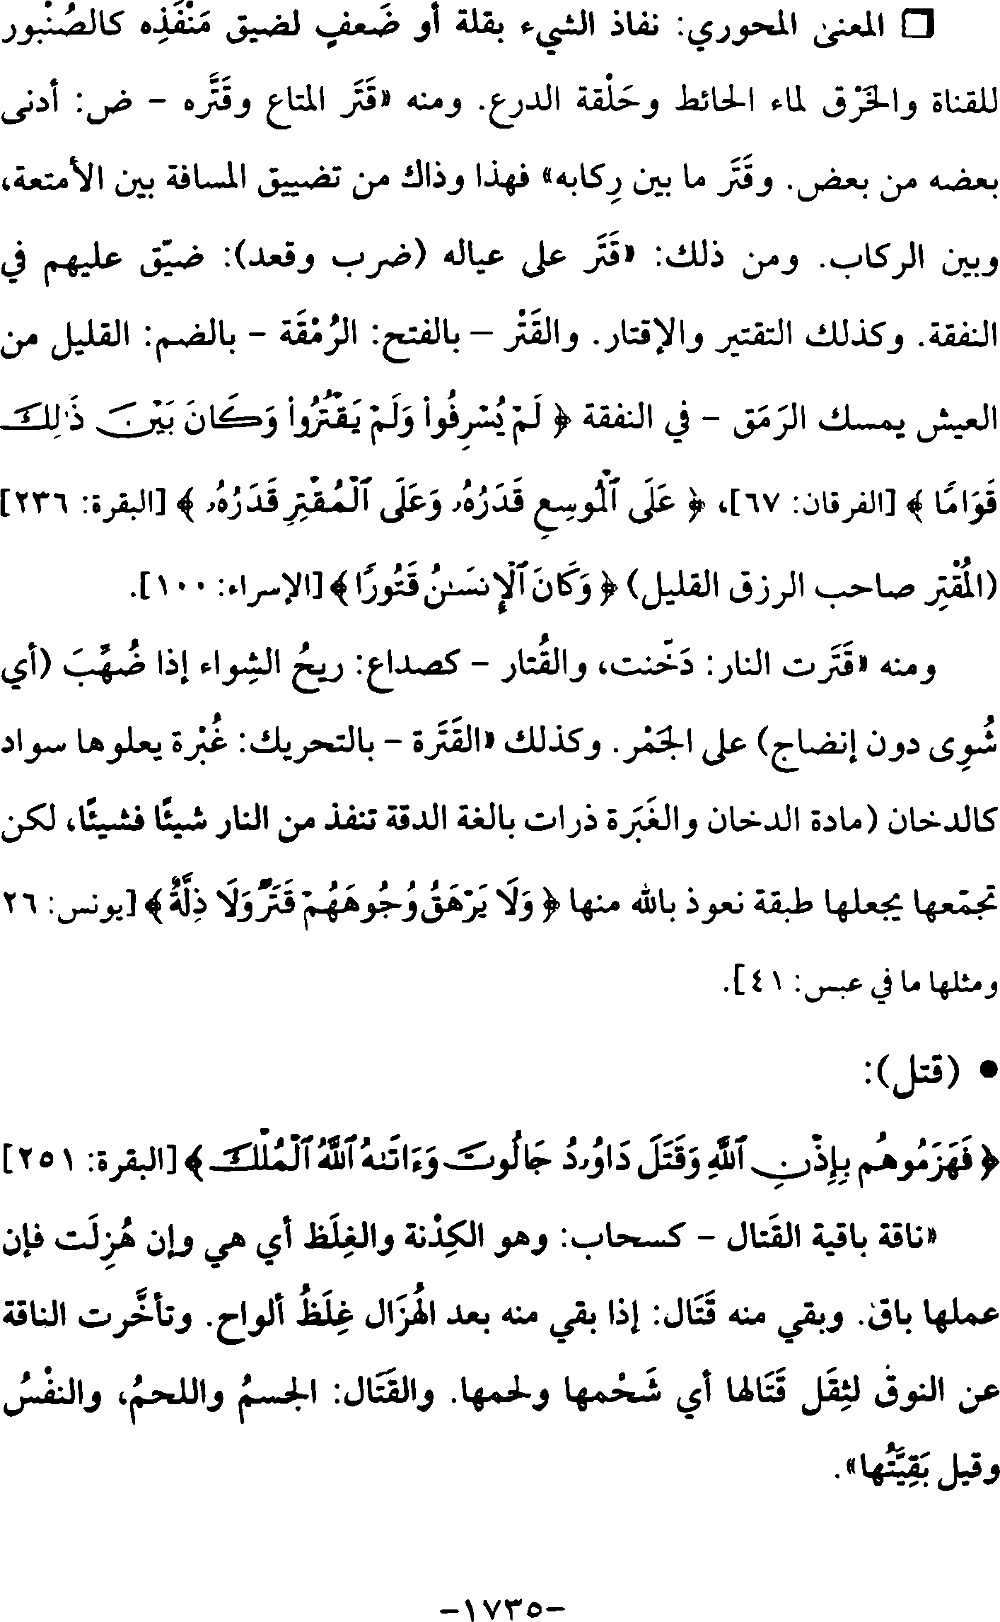 ❒ المعنىٰ المحوري: نفاذ الشيء بقلة أو ضَعفٍ لضيق مَنْفَذِه كالصُنْبور
للقناة والخَرْق لماء الحائط وحَلْقة الدرع. ومنه «قَتَر المتاع وقَتَّره – ض: أدنى
بعضه من بعض. وقَتَر ما بين رِكابه» فهذا وذاك من تضييق المسافة بين الأمتعة،
وبين الركاب. ومن ذلك: «قَتَر على عياله (ضرب وقعد): ضيّق عليهم في
النفقة. وكذلك التقتير والإقتار. والقَتْر – بالفتح: الرُمْقَة – بالضم: القليل من
العيش يمسك الرَمَق – في النفقة ﴿ لَمْ يُسْرِفُوا۟ وَلَمْ يَقْتُرُوا۟ وَكَانَ بَيْنَ ذَٰلِكَ
قَوَامًا ﴾ [الفرقان: ٦٧]، ﴿ عَلَى ٱلْمُوسِعِ قَدَرُهُۥ وَعَلَى ٱلْمُقْتِرِ قَدَرُهُۥ ﴾ [البقرة: ٢٣٦]
(المُقْتِر صاحب الرزق القليل) ﴿ وَكَانَ ٱلْإِنسَـٰنُ قَتُورًا ﴾ [الإسراء: ١٠٠].
ومنه «قَتَرت النار: دَخّنت، والقُتار – كصداع: ريحُ الشِواء إذا ضُهِّبَ (أي
شُوِى دون إنضاج) على الجَمْر. وكذلك «القَتَرة – بالتحريك: غُبْرة يعلوها سواد
كالدخان (مادة الدخان والغَبَرة ذرات بالغة الدقة تنفذ من النار شيئًا فشيئًا، لكن
تجمّعها يجعلها طبقة نعوذ بالله منها ﴿ وَلَا يَرْهَقُ وُجُوهَهُمْ قَتَرٌ وَلَا ذِلَّةٌ ﴾ [يونس: ٢٦
ومثلها ما في عبس: ٤١].
• (قتل):
﴿ فَهَزَمُوهُم بِإِذْنِ ٱللَّهِ وَقَتَلَ دَاوُۥدُ جَالُوتَ وَءَاتَىٰهُ ٱللَّهُ ٱلْمُلْكَ ﴾ [البقرة: ٢٥١]
«ناقة باقية القَتال – كسحاب: وهو الكِدْنة والغِلَظ أي هي وإن هُزِلَت فإن
عملها باق. وبقي منه قَتَال: إذا بقي منه بعد الهُزَال غِلَظُ ألواح. وتأخَّرت الناقة
عن النوق لثِقَل قَتَالها أي شَحْمها ولحمها. والقَتَال: الجسمُ واللحمُ، والنفْسُ
وقيل بَقِيَّتُها».
-١٧٣٥-